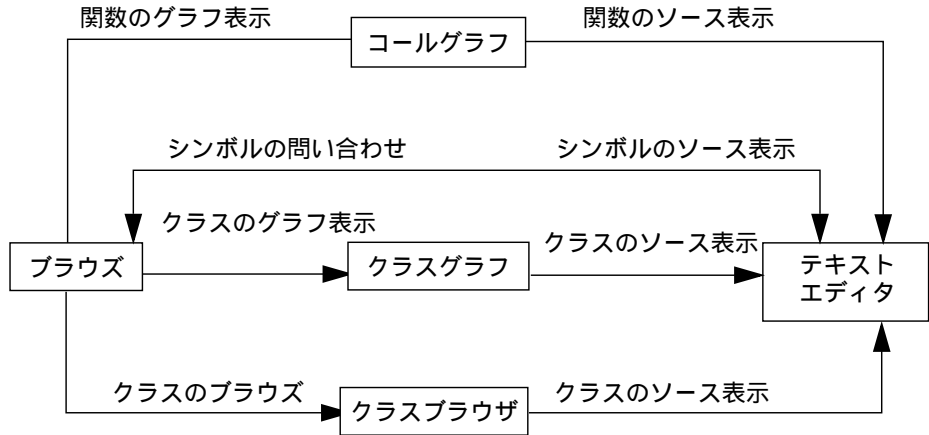 関数のグラフ表示
関数のソース表示
コールグラフ
シンボルの問い合わせ
シンボルのソース表示
クラスのグラフ表示
クラスのソース表示
ブラウズ
クラスグラフ
テキスト
エディタ
クラスのブラウズ
クラスのソース表示
クラスブラウザ